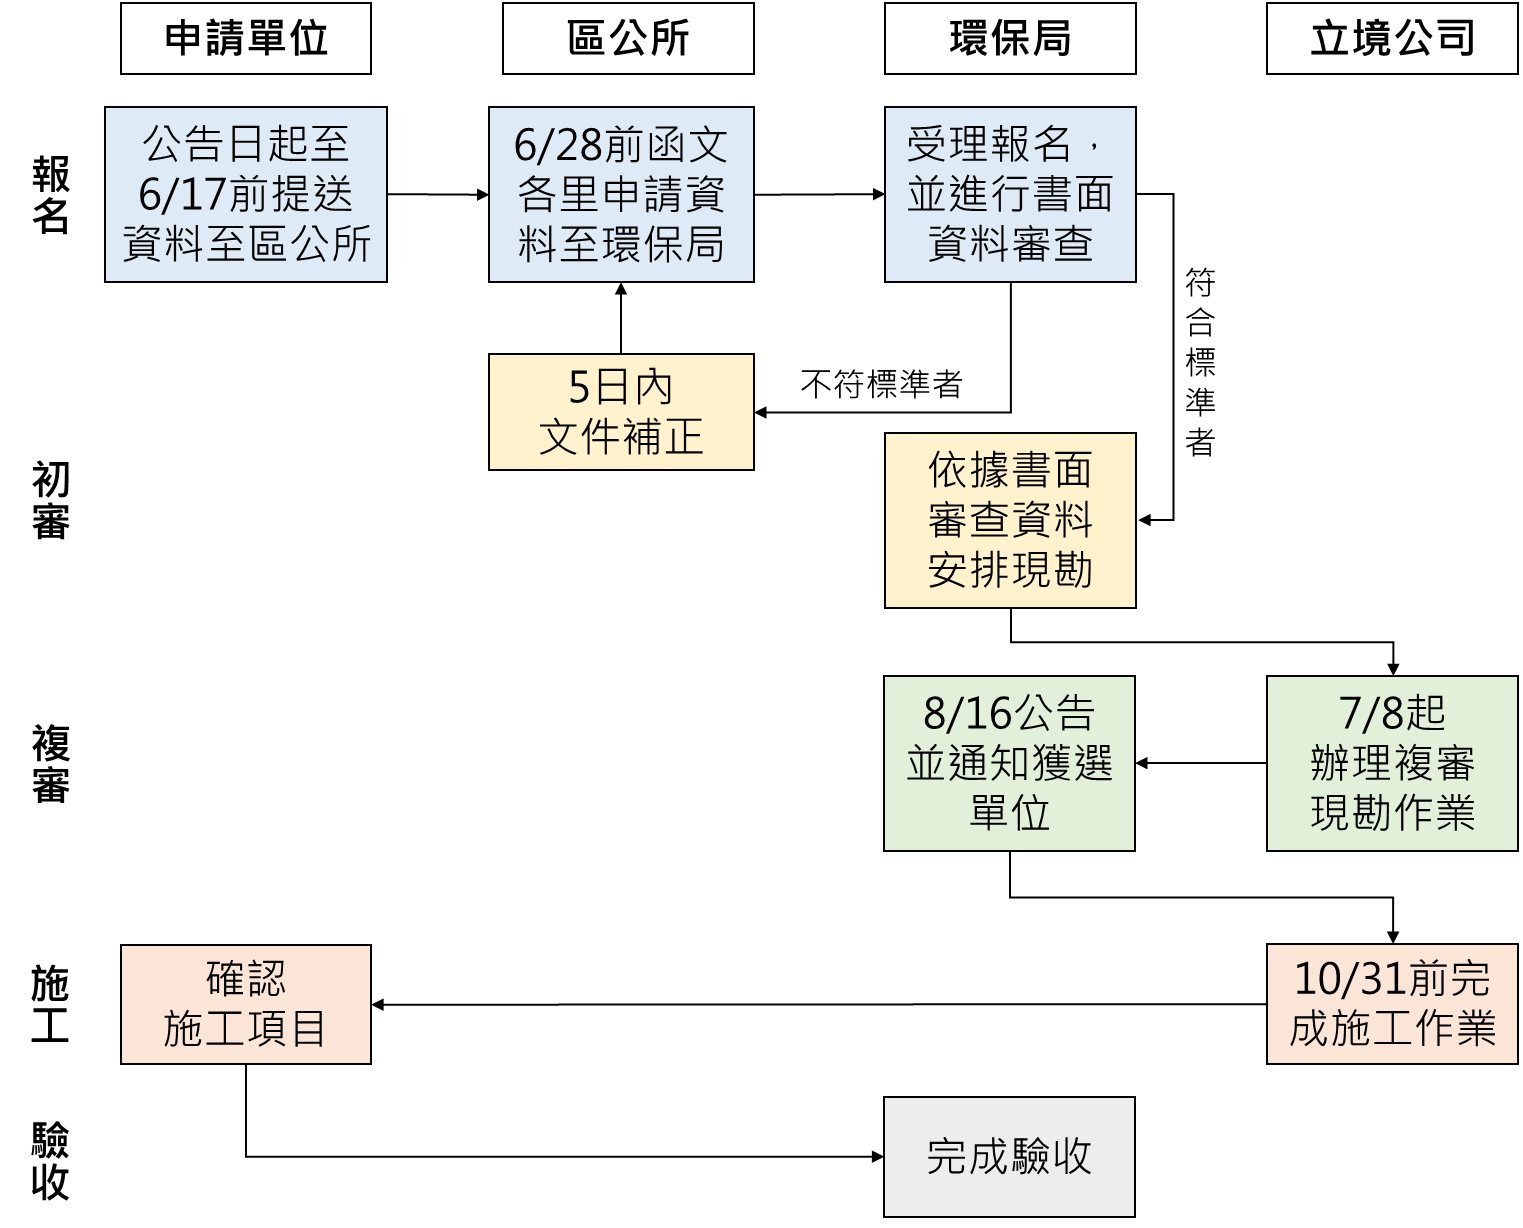 申請單位
區公所
環保局
立境公司
報
名
公告日起至
6/17前提送
資料至區公所
6/28前函文
各里申請資
料至環保局
受理報名，
並進行書面
資料審查
符
合
標
準
者
不符標準者
初
審
5日內
文件補正
依據書面
審查資料
安排現勘
複
審
8/16公告
並通知獲選
單位
7/8起
辦理複審
現勘作業
施
工
確認
施工項目
10/31前完
成施工作業
驗
收
完成驗收